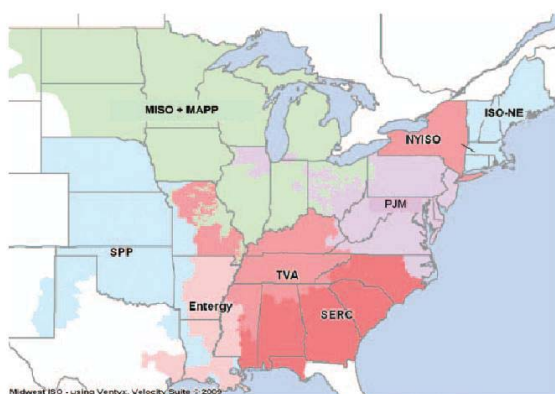 MISO + MAPP
ISO-NE
NYISO
PJM
SPP
TVA
Entergy
SERC
Midwest ISO - using Ventyx, Velocity Suite © 2009